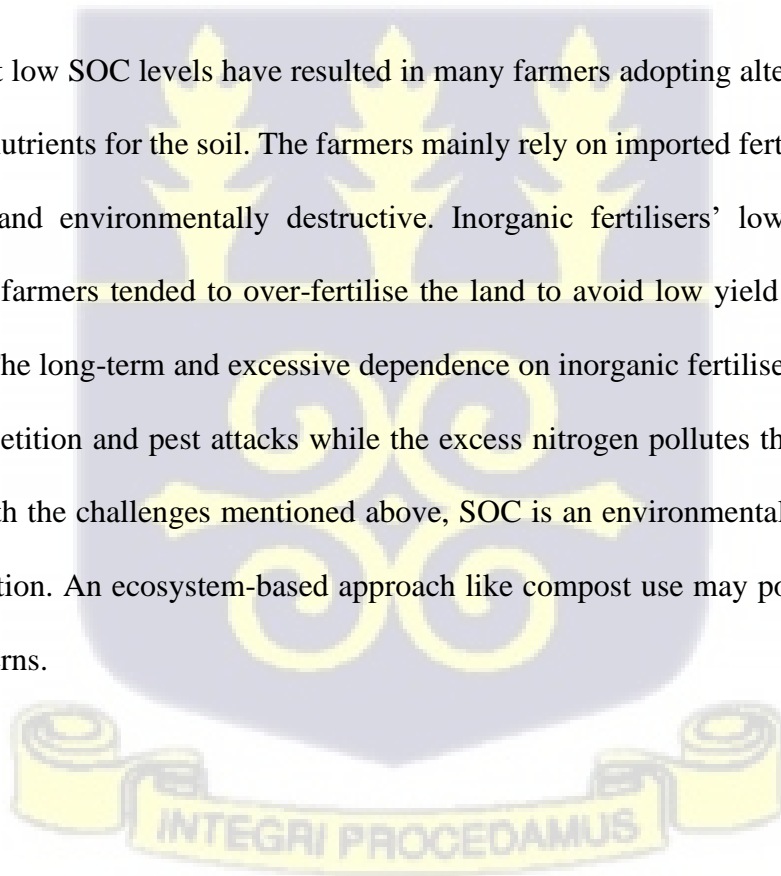 t low SOC levels have resulted in many farmers adopting alte
nutrients for the soil. The farmers mainly rely on imported fert
and environmentally destructive. Inorganic fertilisers’ low
farmers tended to over-fertilise the land to avoid low yield
he long-term and excessive dependence on inorganic fertilise
etition and pest attacks while the excess nitrogen pollutes th
th the challenges mentioned above, SOC is an environmental
tion. An ecosystem-based approach like compost use may po
erns.
INTEGRI PROCEDAMUS